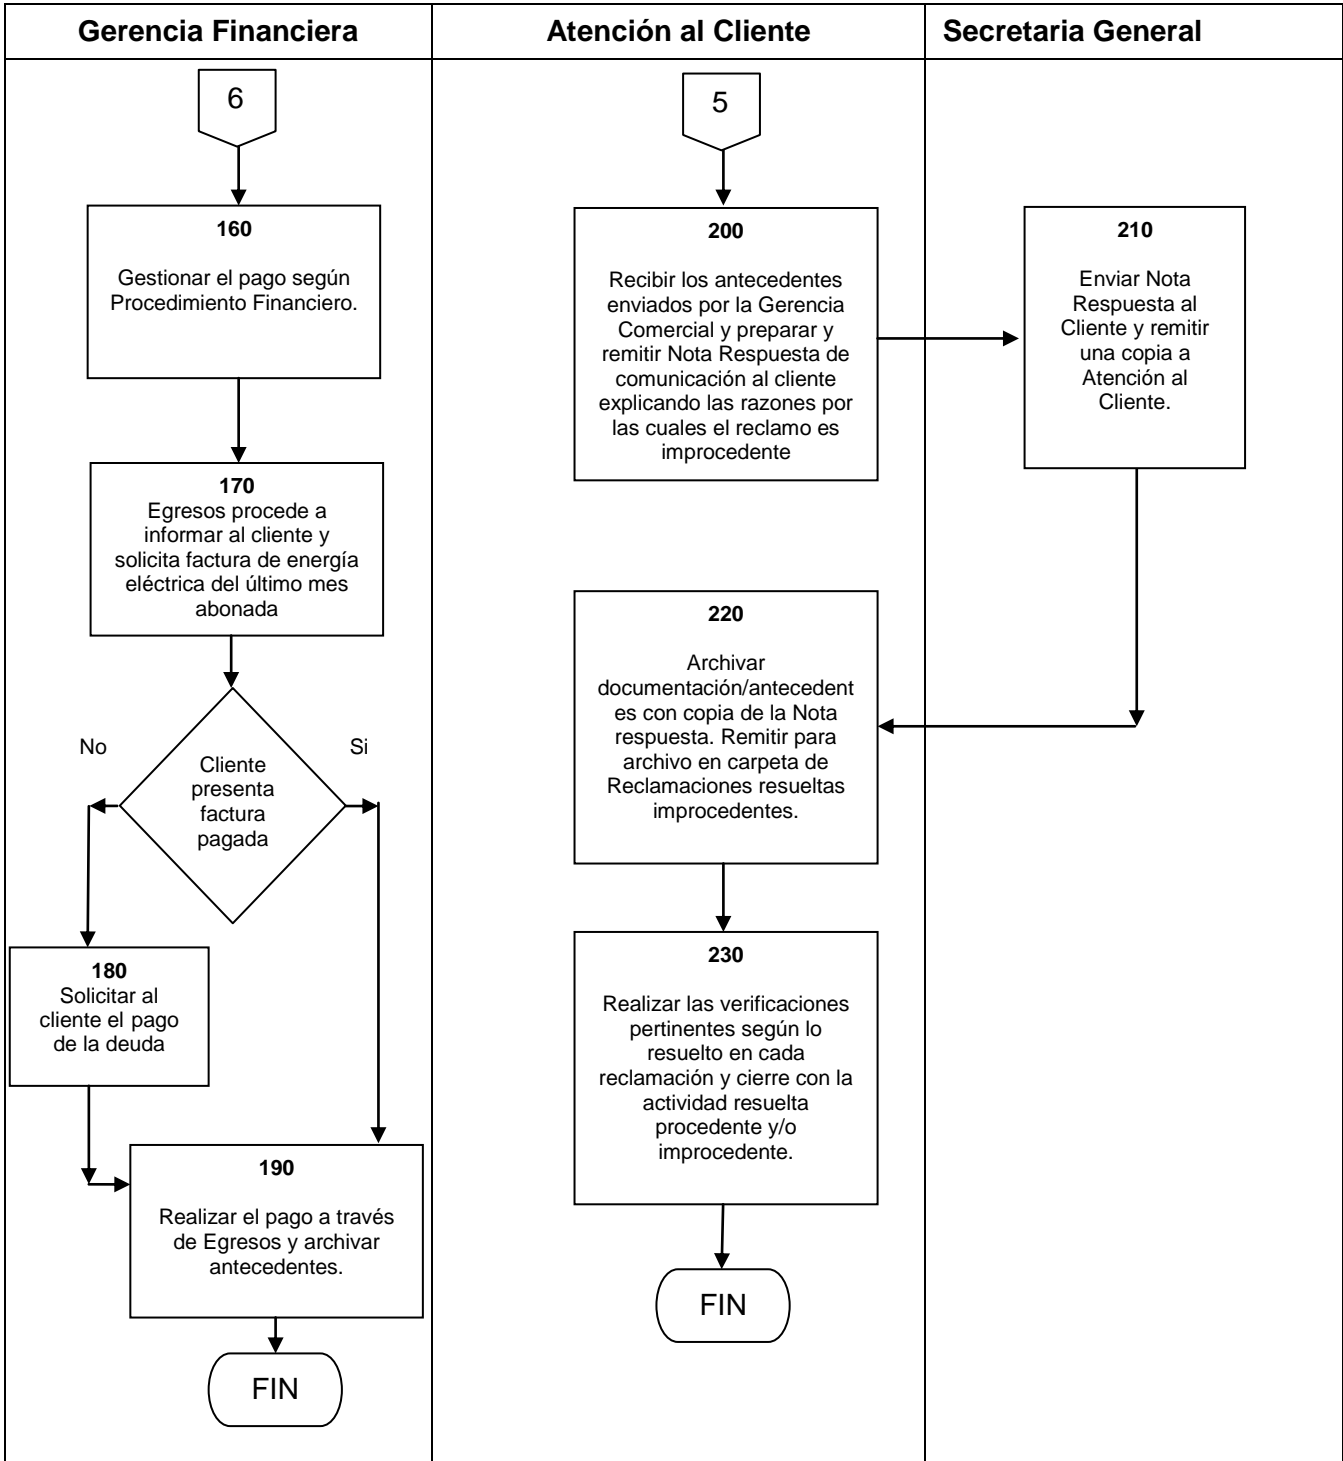 Gerencia Financiera
Atención al Cliente
Secretaria General
6
160
Gestionar el pago según
Procedimiento Financiero.
170
Egresos procede a
informar al cliente y
solicita factura de energía
eléctrica del último mes
abonada
No
Si
Cliente
presenta
factura
pagada
180
Solicitar al
cliente el pago
de la deuda
190
Realizar el pago a través
de Egresos y archivar
antecedentes.
FIN
5
200
Recibir los antecedentes
enviados por la Gerencia
Comercial y preparar y
remitir Nota Respuesta de
comunicación al cliente
explicando las razones por
las cuales el reclamo es
improcedente
210
Enviar Nota
Respuesta al
Cliente y remitir
una copia a
Atención al
Cliente.
220
Archivar
documentación/antecedent
es con copia de la Nota
respuesta. Remitir para
archivo en carpeta de
Reclamaciones resueltas
improcedentes.
230
Realizar las verificaciones
pertinentes según lo
resuelto en cada
reclamación y cierre con la
actividad resuelta
procedente y/o
improcedente.
FIN